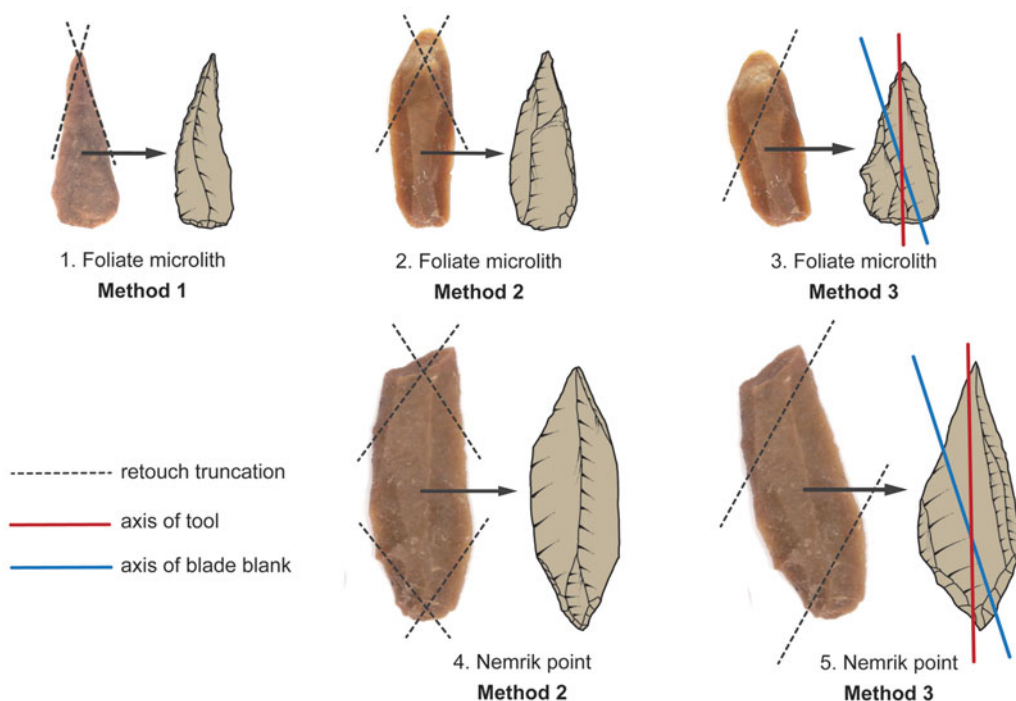 1. Foliate microlith
Method 1
2. Foliate microlith
Method 2
3. Foliate microlith
Method 3
retouch truncation
axis of tool
axis of blade blank
4. Nemrik point
Method 2
5. Nemrik point
Method 3